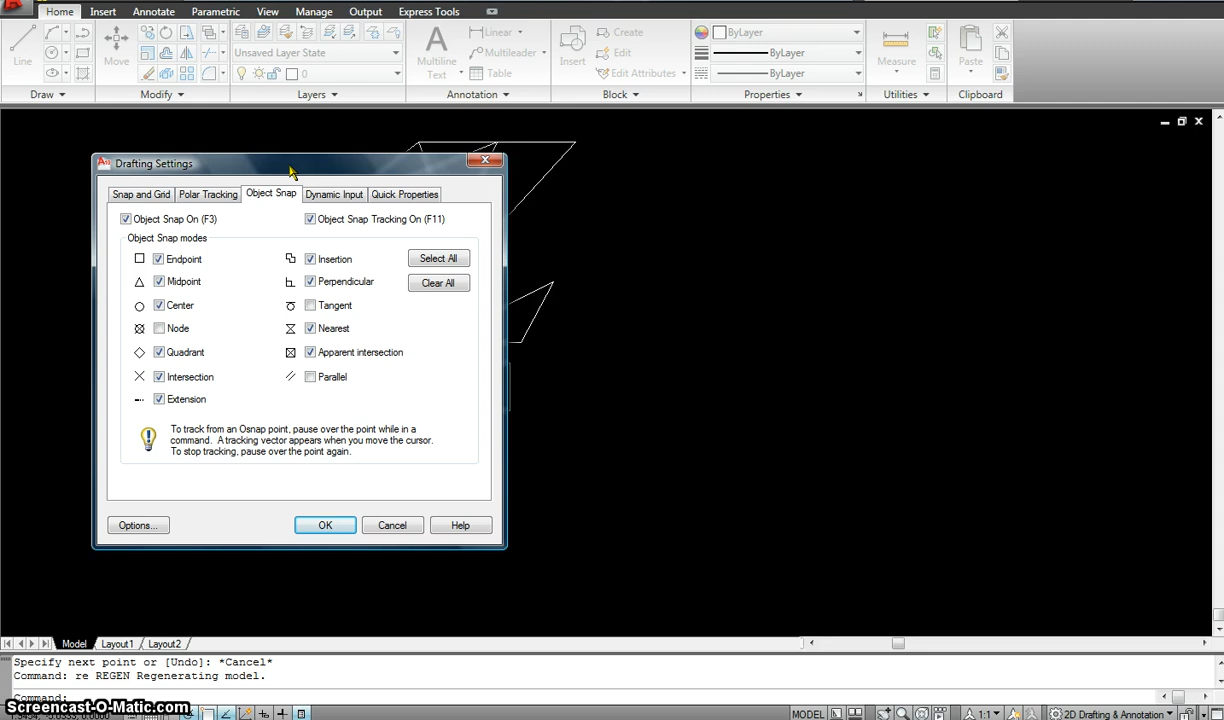 Home Insert Annotate Parametric View Manage Output Express Tools
Line Move Unsaved Layer State 0 Multiline Text Linear Multileader Table Insert Create Edit Edit Attributes ByLayer ByLayer ByLayer Measure Paste
Draw Modify Layers Annotation Block Properties Utilities Clipboard
Drafting Settings
Snap and Grid Polar Tracking Object Snap Dynamic Input Quick Properties
Object Snap On (F3) Object Snap Tracking On (F11)
Object Snap modes
Endpoint Insertion Select All
Midpoint Perpendicular Clear All
Center Tangent
Node Nearest
Quadrant Apparent intersection
Intersection Parallel
Extension
To track from an Osnap point, pause over the point while in a
command. A tracking vector appears when you move the cursor.
To stop tracking, pause over the point again.
Options... OK Cancel Help
Model Layout1 Layout2
Specify next point or [Undo]: *Cancel*
Command: re REGEN Regenerating model.
Command:
Screencast-O-Matic.com
MODEL 1:1 2D Drafting & Annotation